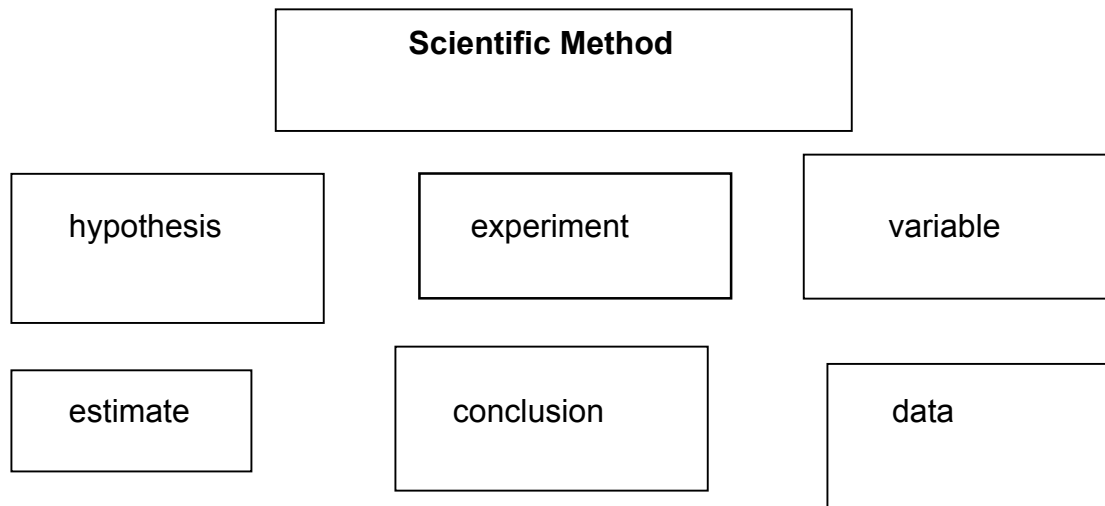 Scientific Method
hypothesis
experiment
variable
estimate
conclusion
data